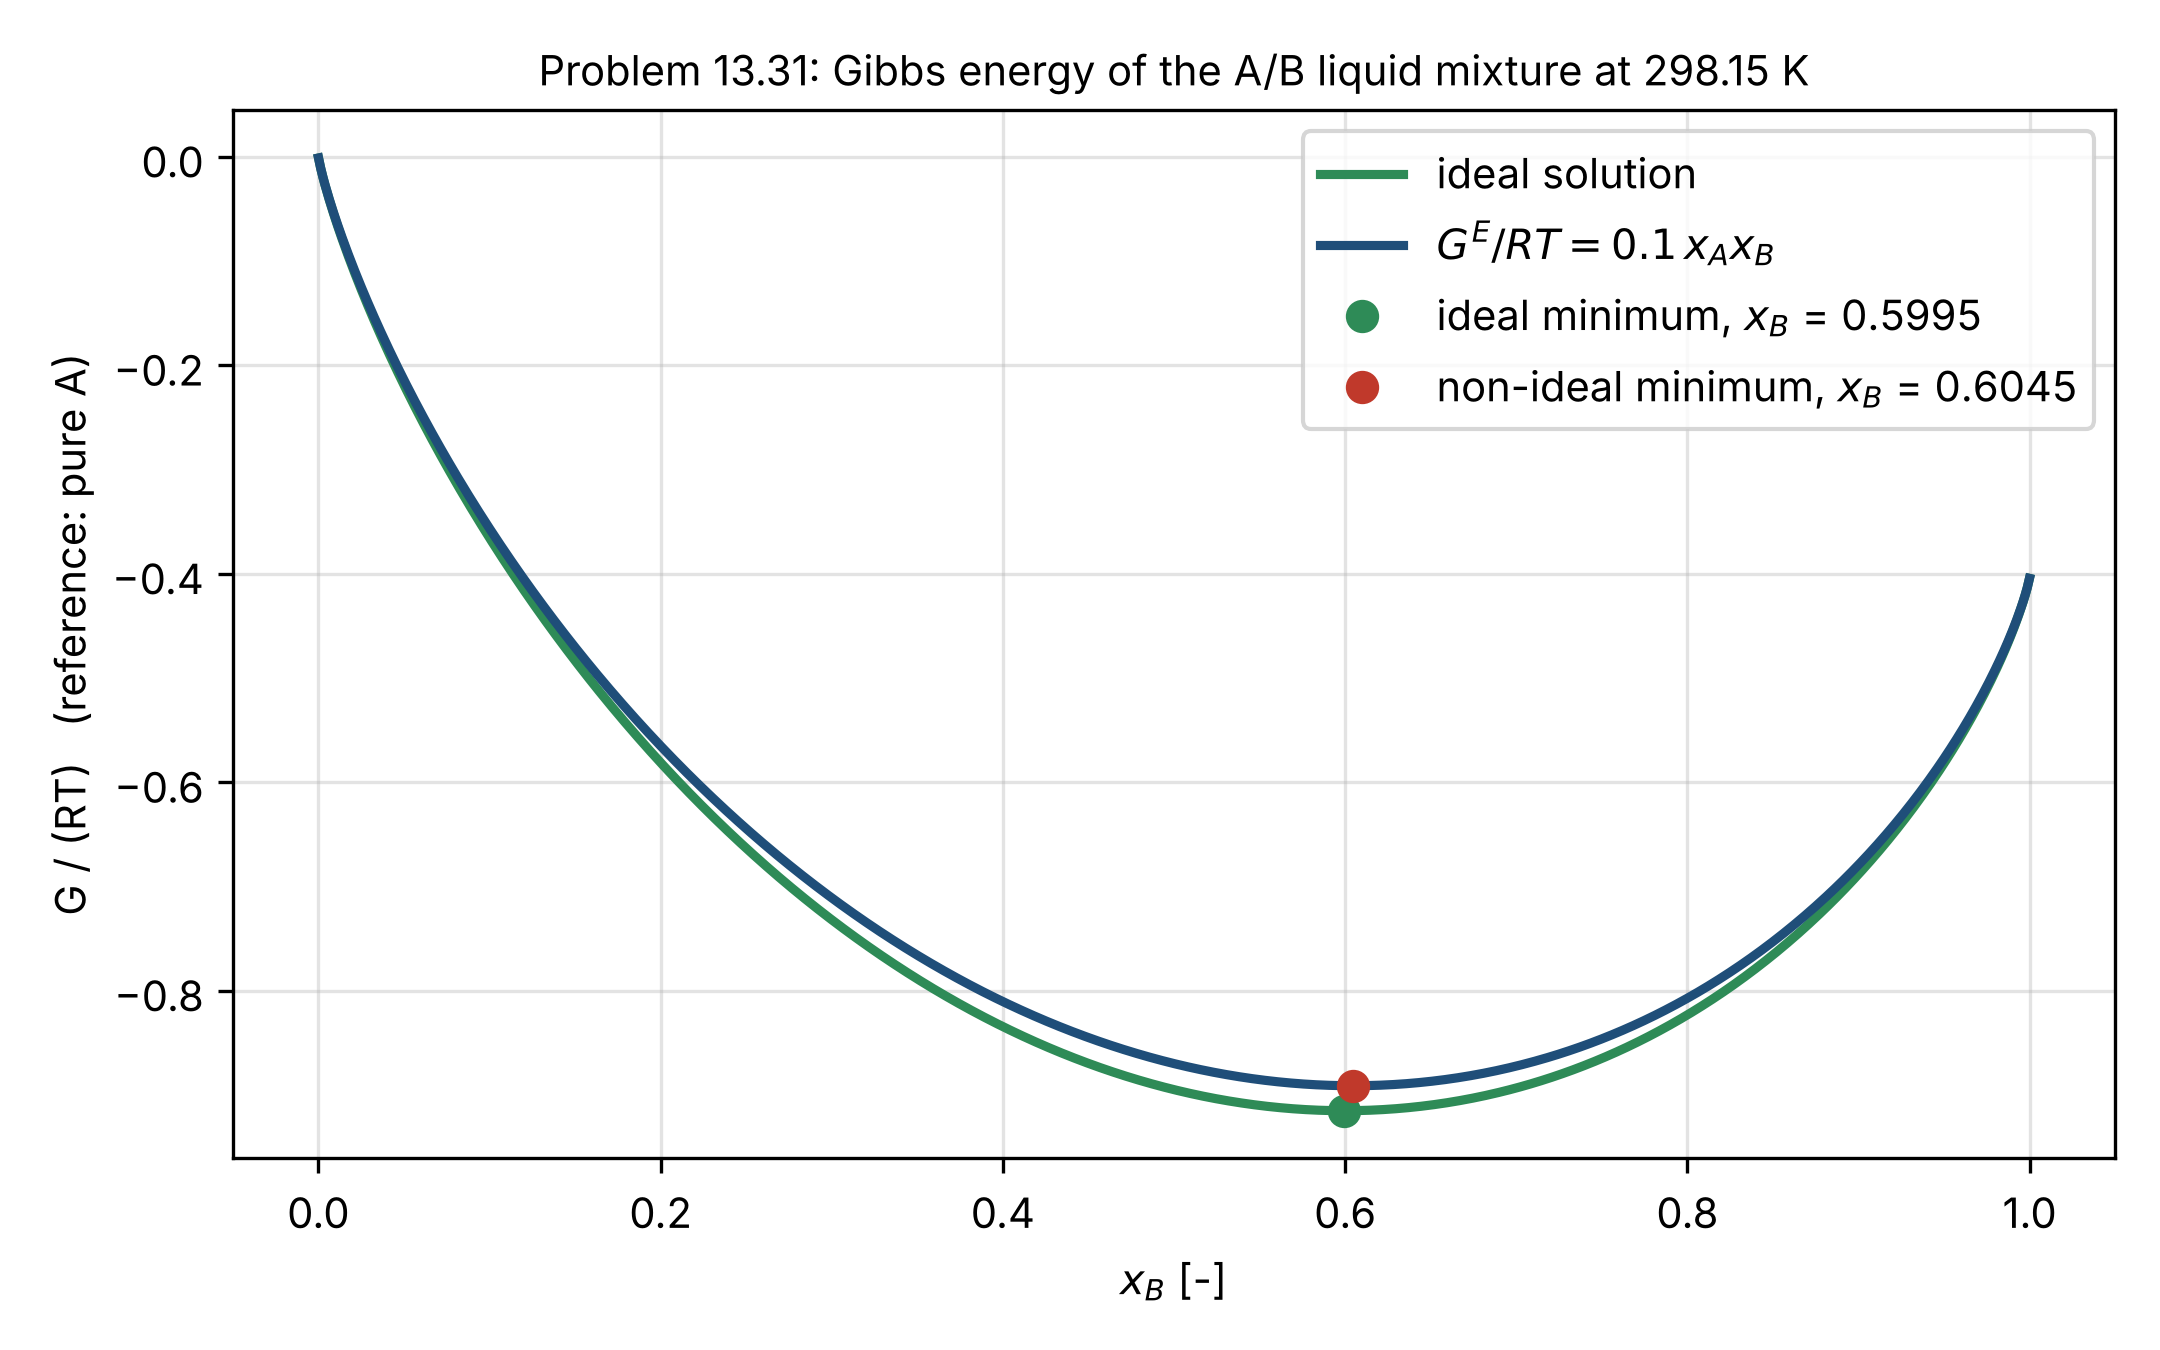 Problem 13.31: Gibbs energy of the A/B liquid mixture at 298.15 K
ideal solution
G^E/RT = 0.1 x_A x_B
ideal minimum, x_B = 0.5995
non-ideal minimum, x_B = 0.6045
G / (RT)   (reference: pure A)
0.0
−0.2
−0.4
−0.6
−0.8
0.0 0.2 0.4 0.6 0.8 1.0
x_B [-]